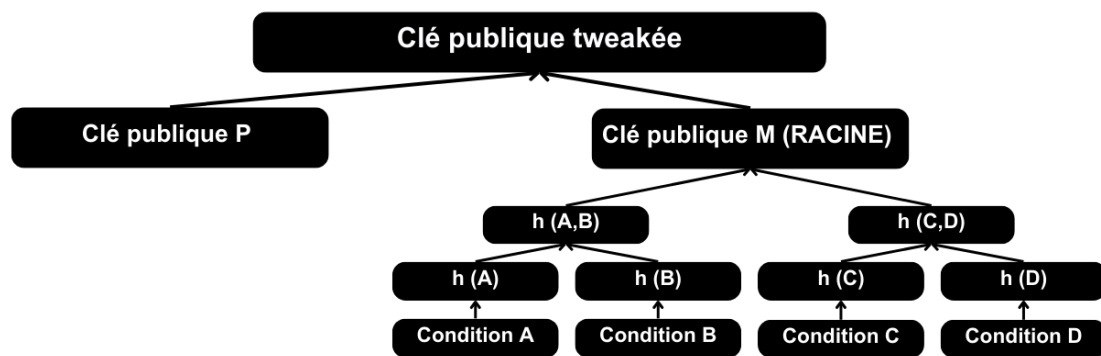 Clé publique tweakée
Clé publique P
Clé publique M (RACINE)
h (A,B)
h (C,D)
h (A)
h (B)
h (C)
h (D)
Condition A
Condition B
Condition C
Condition D